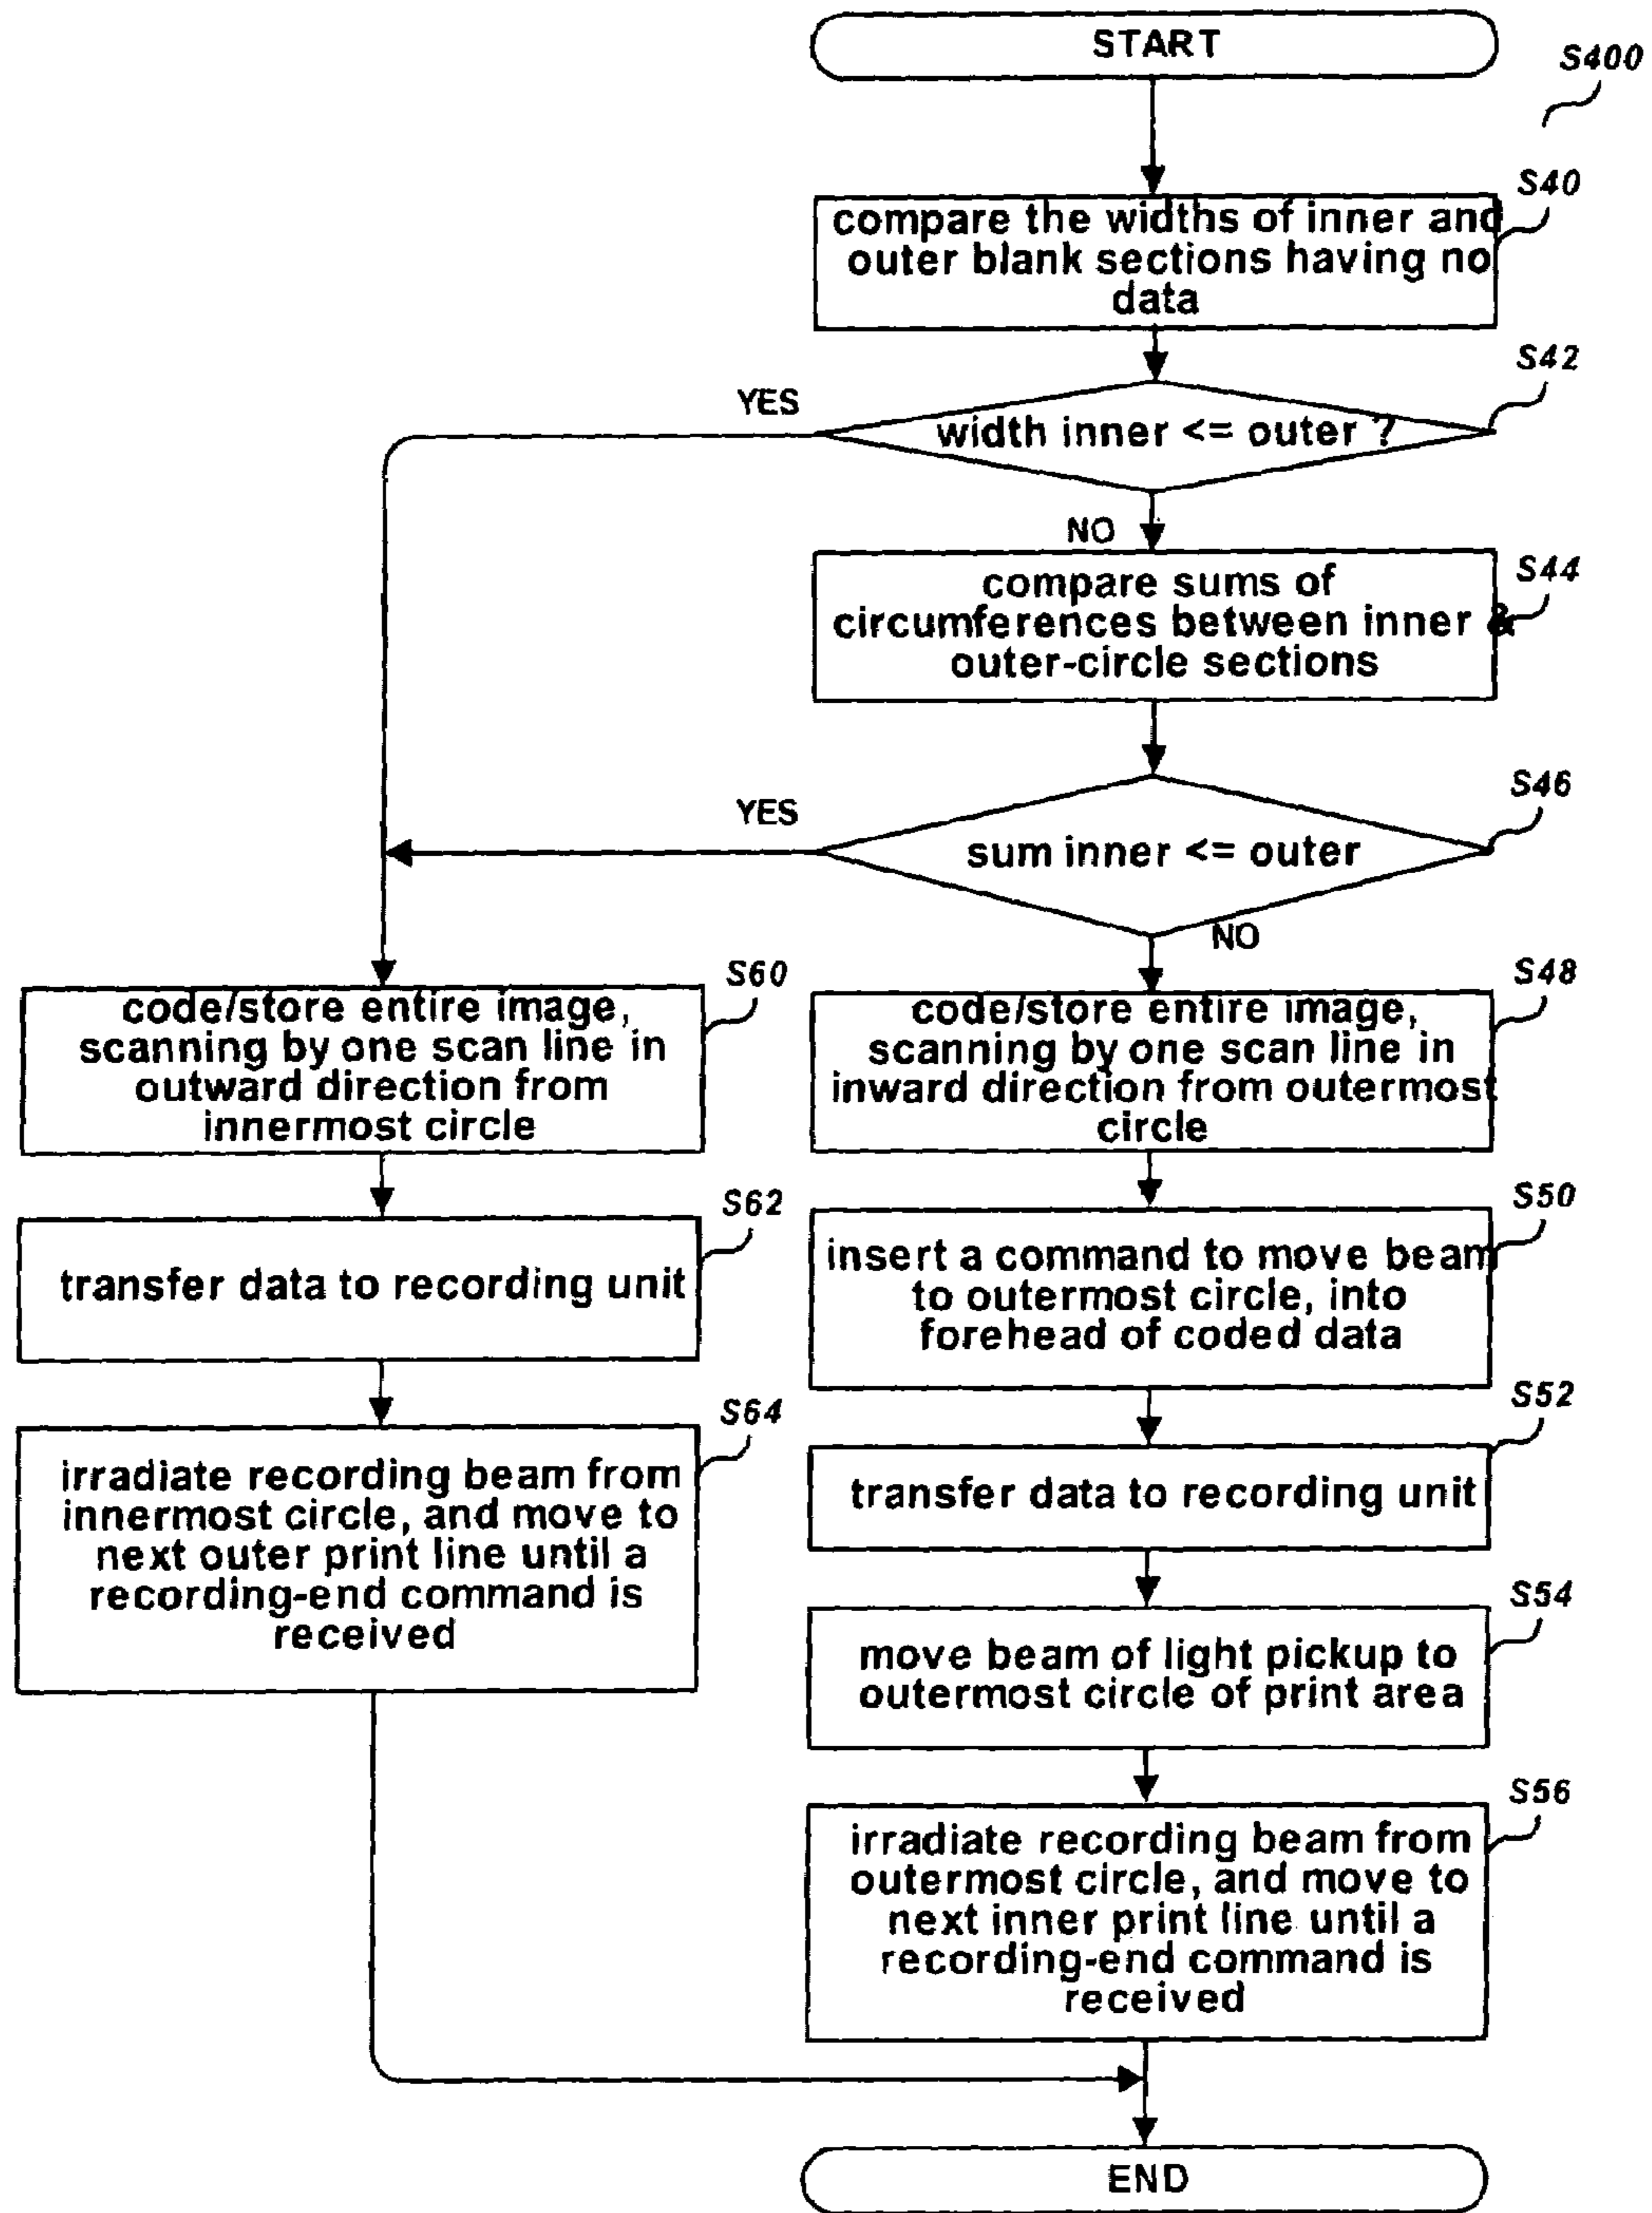 START
S400
S40
compare the widths of inner and
outer blank sections having no
data
S42
YES
width inner <= outer ?
NO
S44
compare sums of
circumferences between inner &
outer-circle sections
S46
YES
sum inner <= outer
NO
S60
code/store entire image,
scanning by one scan line in
outward direction from
innermost circle
S48
code/store entire image,
scanning by one scan line in
inward direction from outermost
circle
S62
transfer data to recording unit
S50
insert a command to move beam
to outermost circle, into
forehead of coded data
S64
irradiate recording beam from
innermost circle, and move to
next outer print line until a
recording-end command is
received
S52
transfer data to recording unit
S54
move beam of light pickup to
outermost circle of print area
S56
irradiate recording beam from
outermost circle, and move to
next inner print line until a
recording-end command is
received
END